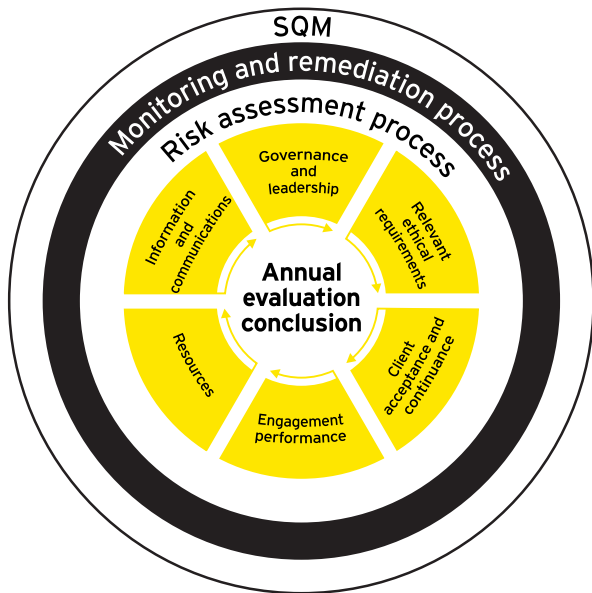 SQM
Monitoring and remediation process
Risk assessment process
Governance
and
leadership
Relevant
ethical
requirements
Client
acceptance and
continuance
Engagement
performance
Resources
Information
and
communications
Annual
evaluation
conclusion